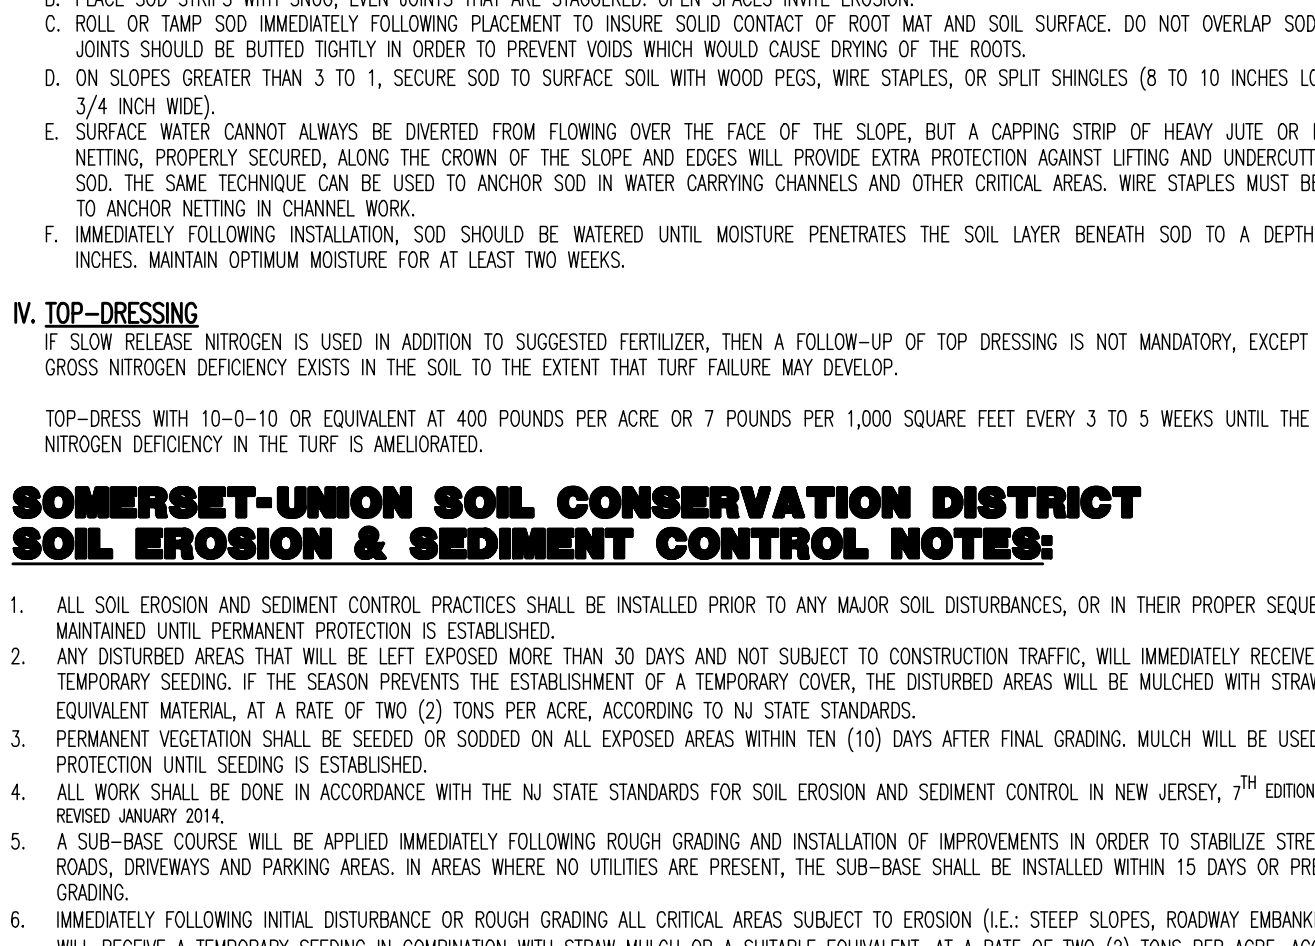 B. PLACE SOD STRIPS WITH SNUG, EVEN JOINTS THAT ARE STAGGERED. OPEN SPACES INVITE EROSION.
C. ROLL OR TAMP SOD IMMEDIATELY FOLLOWING PLACEMENT TO INSURE SOLID CONTACT OF ROOT MAT AND SOIL SURFACE. DO NOT OVERLAP SOD
JOINTS SHOULD BE BUTTED TIGHTLY IN ORDER TO PREVENT VOIDS WHICH WOULD CAUSE DRYING OF THE ROOTS.
D. ON SLOPES GREATER THAN 3 TO 1, SECURE SOD TO SURFACE SOIL WITH WOOD PEGS, WIRE STAPLES, OR SPLIT SHINGLES (8 TO 10 INCHES
3/4 INCH WIDE).
E. SURFACE WATER CANNOT ALWAYS BE DIVERTED FROM FLOWING OVER THE FACE OF THE SLOPE, BUT A CAPPING STRIP OF HEAVY JUTE OR
NETTING, PROPERLY SECURED, ALONG THE CROWN OF THE SLOPE AND EDGES WILL PROVIDE EXTRA PROTECTION AGAINST LIFTING AND UNDERCUTT
SOD. THE SAME TECHNIQUE CAN BE USED TO ANCHOR SOD IN WATER CARRYING CHANNELS AND OTHER CRITICAL AREAS. WIRE STAPLES MUST BE
TO ANCHOR NETTING IN CHANNEL WORK.
F. IMMEDIATELY FOLLOWING INSTALLATION, SOD SHOULD BE WATERED UNTIL MOISTURE PENETRATES THE SOIL LAYER BENEATH SOD TO A DEPTH
INCHES. MAINTAIN OPTIMUM MOISTURE FOR AT LEAST TWO WEEKS.
IV. TOP-DRESSING
IF SLOW RELEASE NITROGEN IS USED IN ADDITION TO SUGGESTED FERTILIZER, THEN A FOLLOW-UP OF TOP DRESSING IS NOT MANDATORY, EXCEPT
GROSS NITROGEN DEFICIENCY EXISTS IN THE SOIL TO THE EXTENT THAT TURF FAILURE MAY DEVELOP.
TOP-DRESS WITH 10-0-10 OR EQUIVALENT AT 400 POUNDS PER ACRE OR 7 POUNDS PER 1,000 SQUARE FEET EVERY 3 TO 5 WEEKS UNTIL THE
NITROGEN DEFICIENCY IN THE TURF IS AMELIORATED.
SOMERSET-UNION SOIL CONSERVATION DISTRICT
SOIL EROSION & SEDIMENT CONTROL NOTES:
1. ALL SOIL EROSION AND SEDIMENT CONTROL PRACTICES SHALL BE INSTALLED PRIOR TO ANY MAJOR SOIL DISTURBANCES, OR IN THEIR PROPER SEQUE
MAINTAINED UNTIL PERMANENT PROTECTION IS ESTABLISHED.
2. ANY DISTURBED AREAS THAT WILL BE LEFT EXPOSED MORE THAN 30 DAYS AND NOT SUBJECT TO CONSTRUCTION TRAFFIC, WILL IMMEDIATELY RECEIVE
TEMPORARY SEEDING. IF THE SEASON PREVENTS THE ESTABLISHMENT OF A TEMPORARY COVER, THE DISTURBED AREAS WILL BE MULCHED WITH STRAW
EQUIVALENT MATERIAL, AT A RATE OF TWO (2) TONS PER ACRE, ACCORDING TO NJ STATE STANDARDS.
3. PERMANENT VEGETATION SHALL BE SEEDED OR SODDED ON ALL EXPOSED AREAS WITHIN TEN (10) DAYS AFTER FINAL GRADING. MULCH WILL BE USED
PROTECTION UNTIL SEEDING IS ESTABLISHED.
4. ALL WORK SHALL BE DONE IN ACCORDANCE WITH THE NJ STATE STANDARDS FOR SOIL EROSION AND SEDIMENT CONTROL IN NEW JERSEY, 7TH EDITION
REVISED JANUARY 2014.
5. A SUB-BASE COURSE WILL BE APPLIED IMMEDIATELY FOLLOWING ROUGH GRADING AND INSTALLATION OF IMPROVEMENTS IN ORDER TO STABILIZE STRE
ROADS, DRIVEWAYS AND PARKING AREAS. IN AREAS WHERE NO UTILITIES ARE PRESENT, THE SUB-BASE SHALL BE INSTALLED WITHIN 15 DAYS OR PRE
GRADING.
6. IMMEDIATELY FOLLOWING INITIAL DISTURBANCE OR ROUGH GRADING ALL CRITICAL AREAS SUBJECT TO EROSION (I.E.: STEEP SLOPES, ROADWAY EMBANK
WILL RECEIVE A TEMPORARY SEEDING IN COMBINATION WITH STRAW MULCH OR A SUITABLE EQUIVALENT, AT A RATE OF TWO (2) TONS PER ACRE,